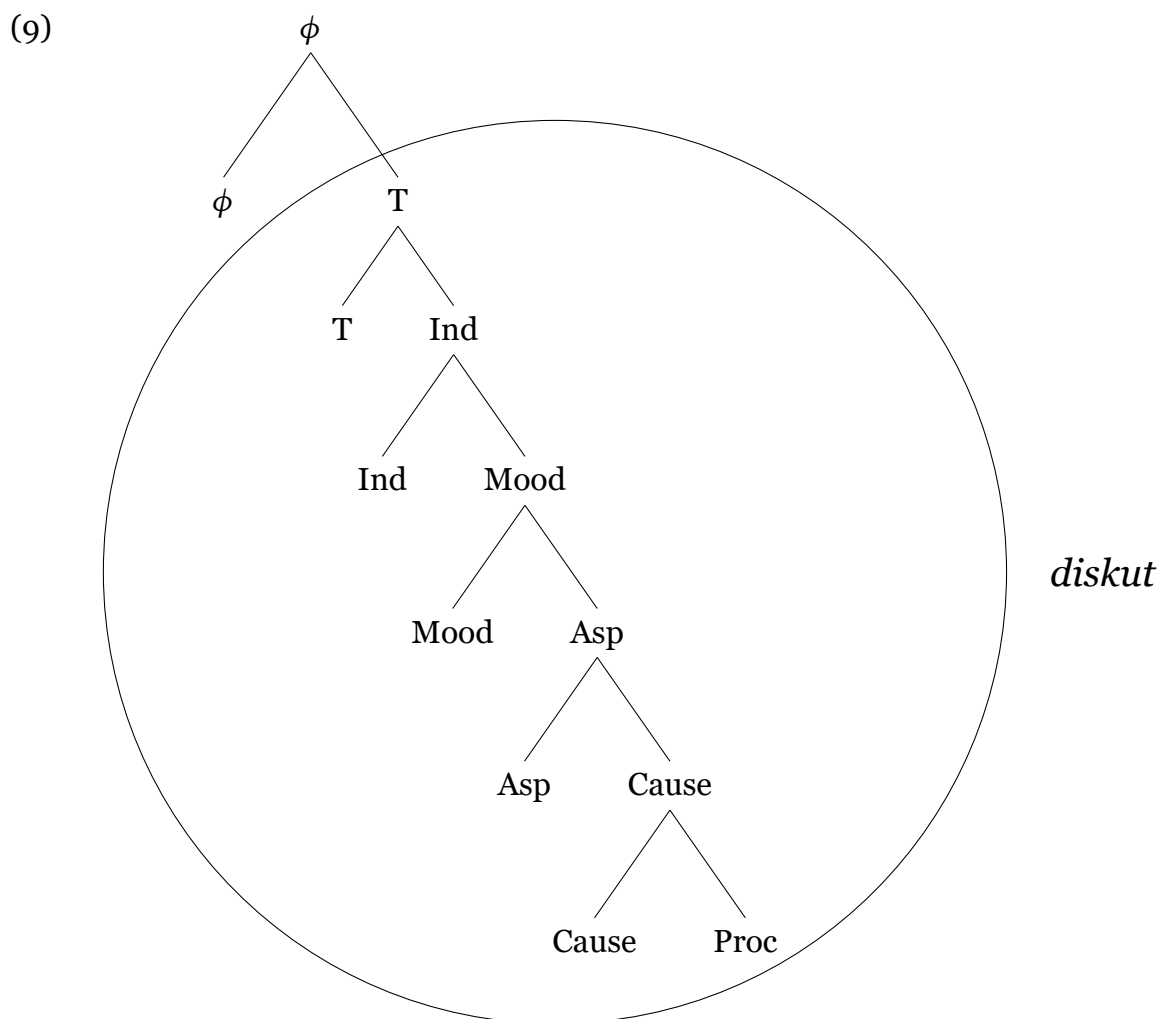 (9)
ϕ
ϕ T
T Ind
Ind Mood
diskut
Mood Asp
Asp Cause
Cause Proc